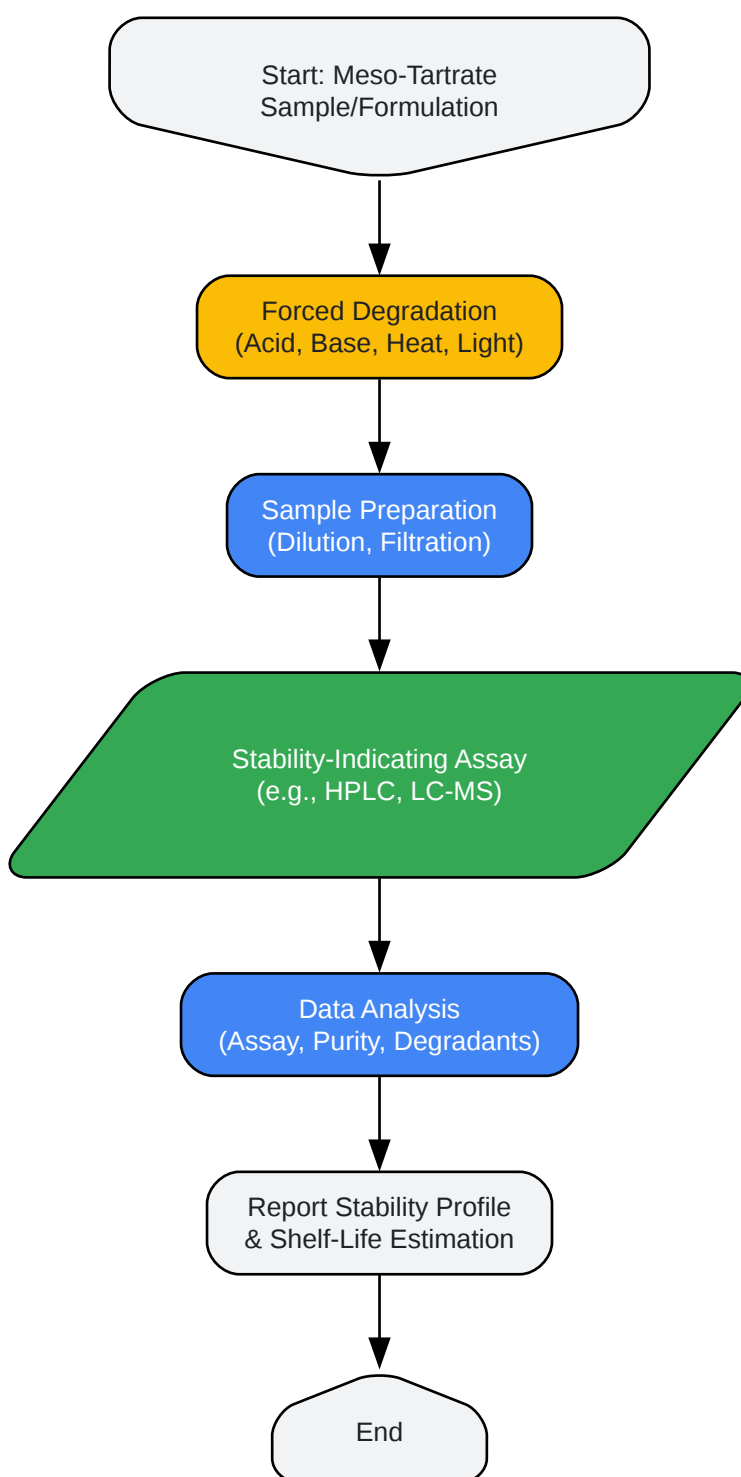 Start: Meso-Tartrate
Sample/Formulation
Forced Degradation
(Acid, Base, Heat, Light)
Sample Preparation
(Dilution, Filtration)
Stability-Indicating Assay
(e.g., HPLC, LC-MS)
Data Analysis
(Assay, Purity, Degradants)
Report Stability Profile
& Shelf-Life Estimation
End